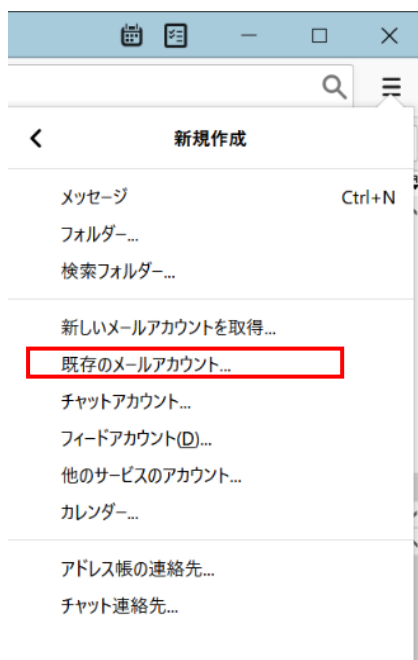 新規作成
メッセージ Ctrl+N
フォルダー...
検索フォルダー...
新しいメールアカウントを取得...
既存のメールアカウント...
チャットアカウント...
フィードアカウント(D)...
他のサービスのアカウント...
カレンダー...
アドレス帳の連絡先...
チャット連絡先...